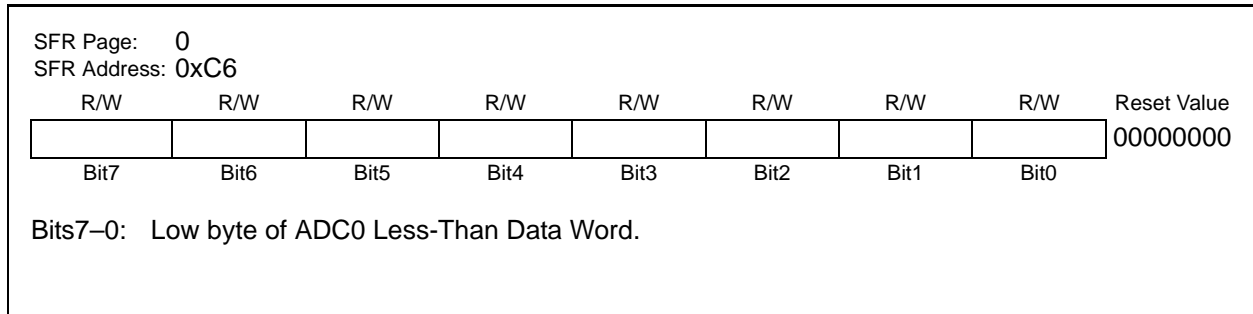 SFR Page: 0
SFR Address: 0xC6
R/W R/W R/W R/W R/W R/W R/W R/W Reset Value
00000000
Bit7 Bit6 Bit5 Bit4 Bit3 Bit2 Bit1 Bit0
Bits7–0: Low byte of ADC0 Less-Than Data Word.